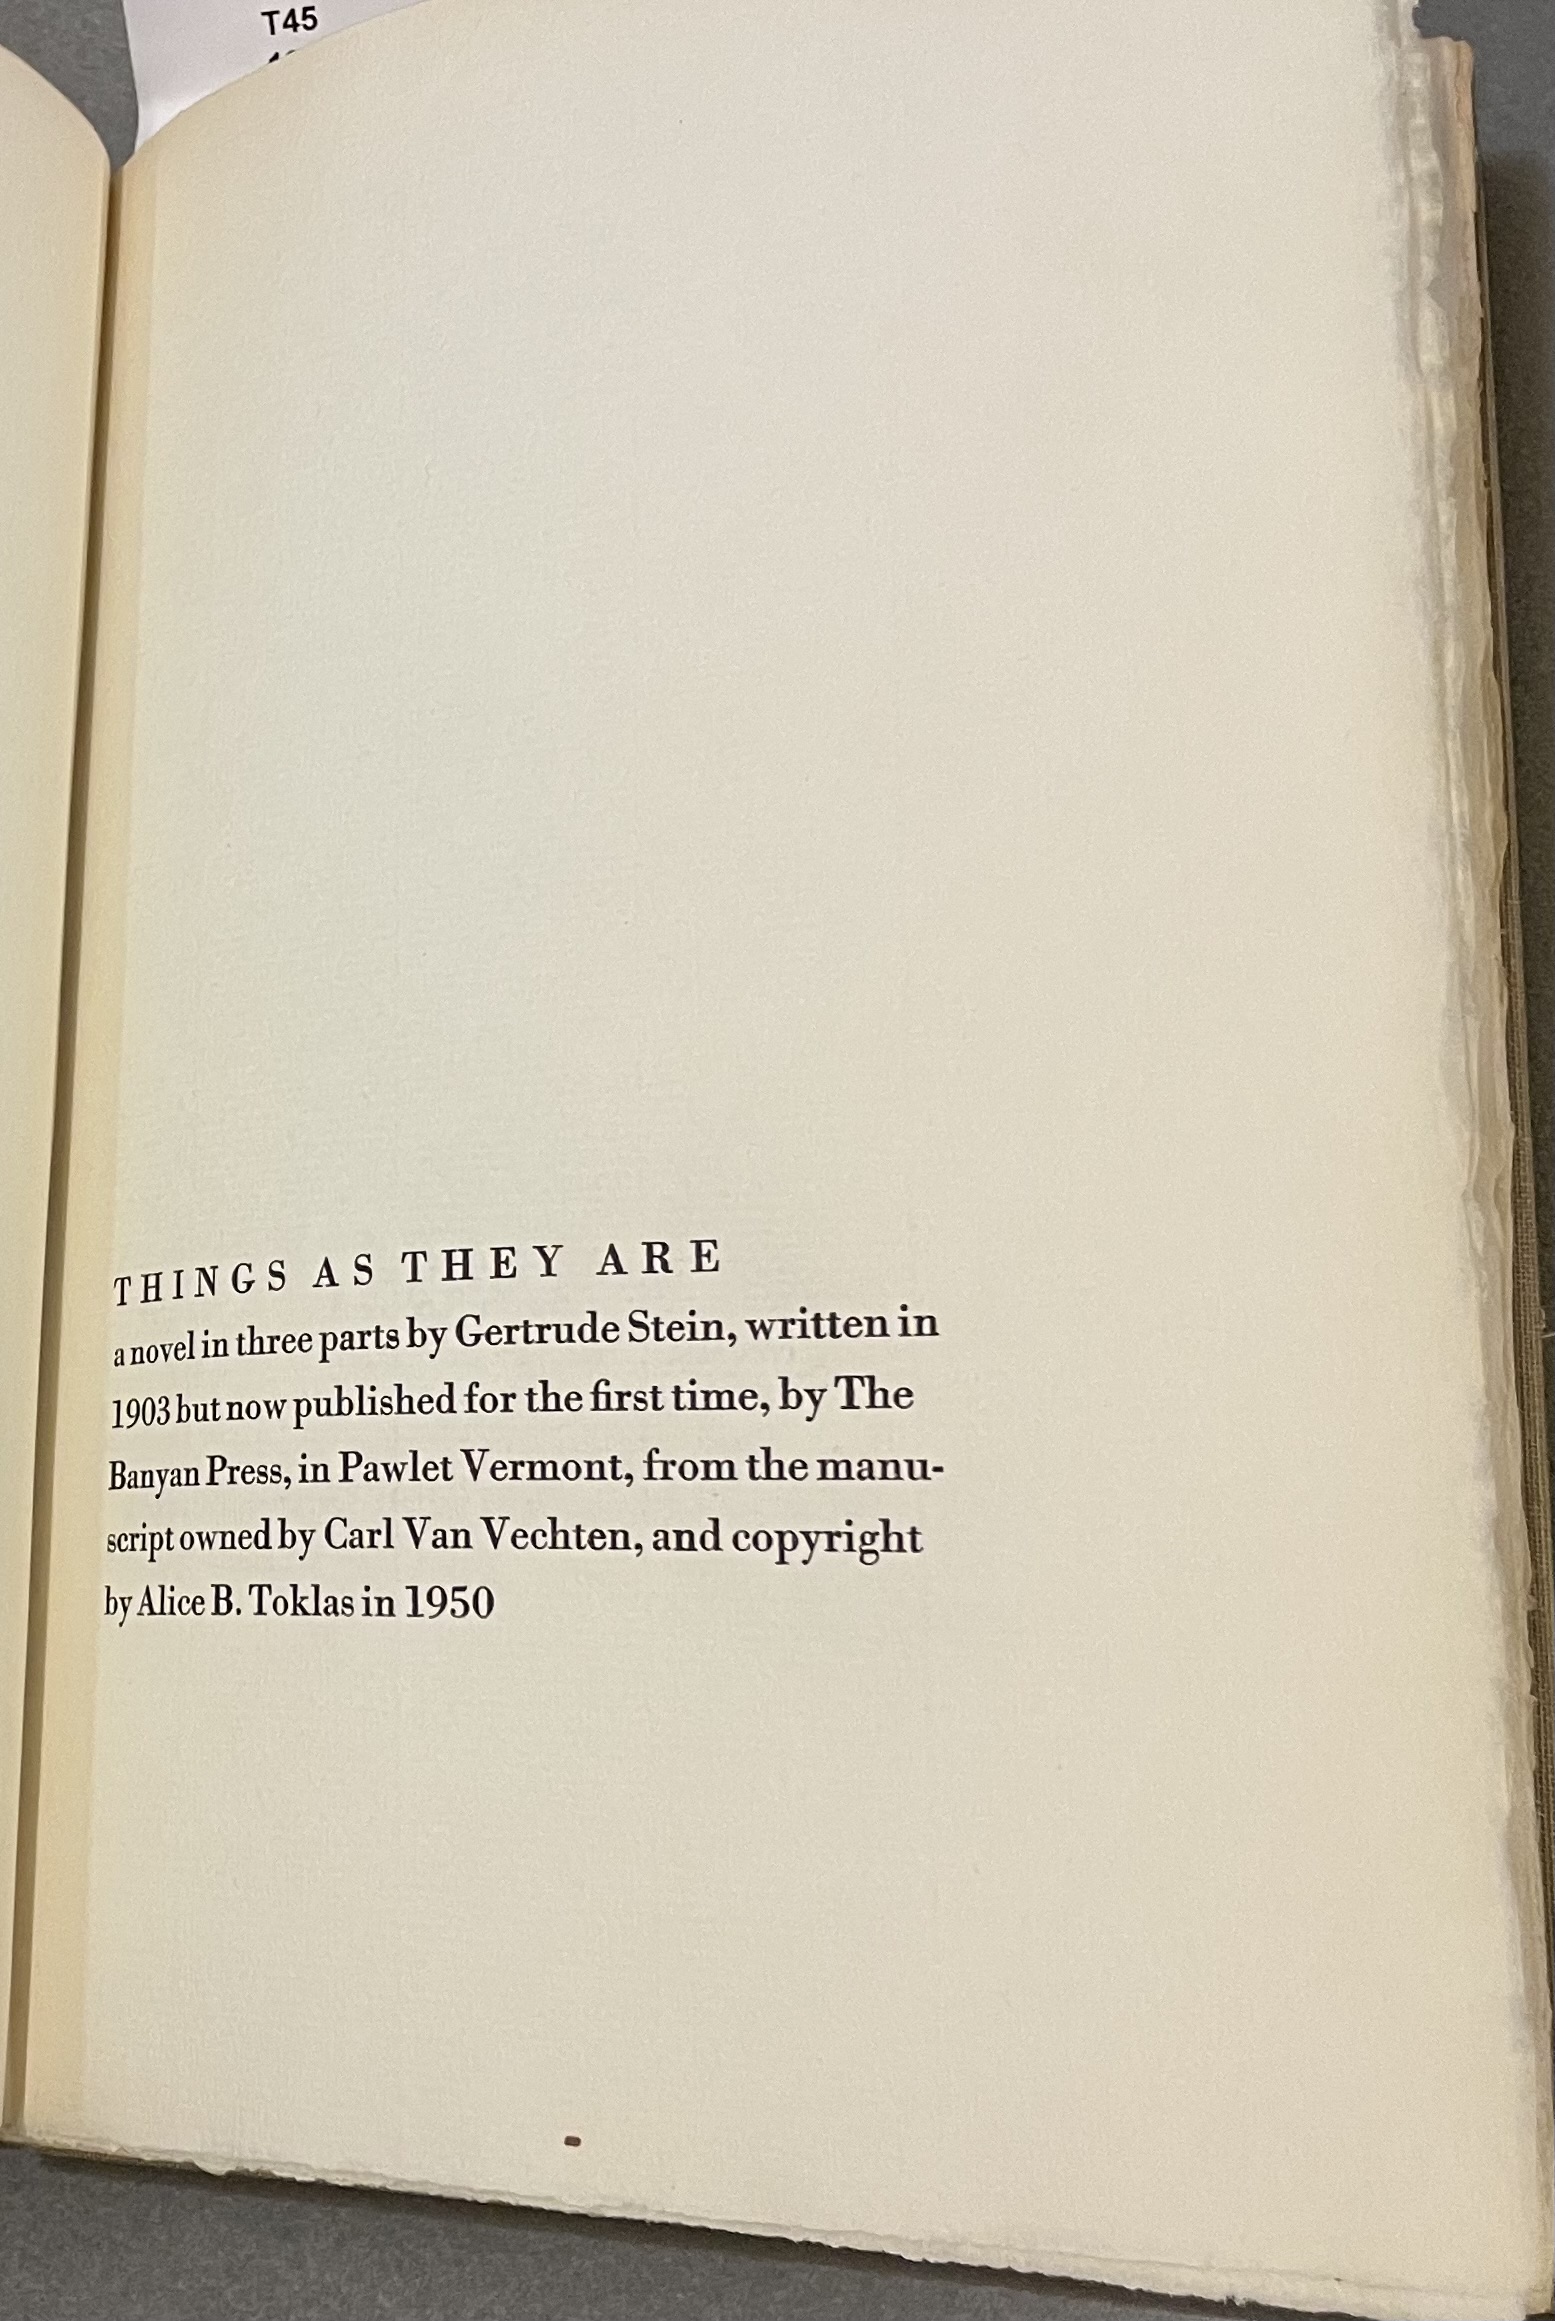 T45
THINGS AS THEY ARE
a novel in three parts by Gertrude Stein, written in
1903 but now published for the first time, by The
Banyan Press, in Pawlet Vermont, from the manu-
script owned by Carl Van Vechten, and copyright
by Alice B. Toklas in 1950